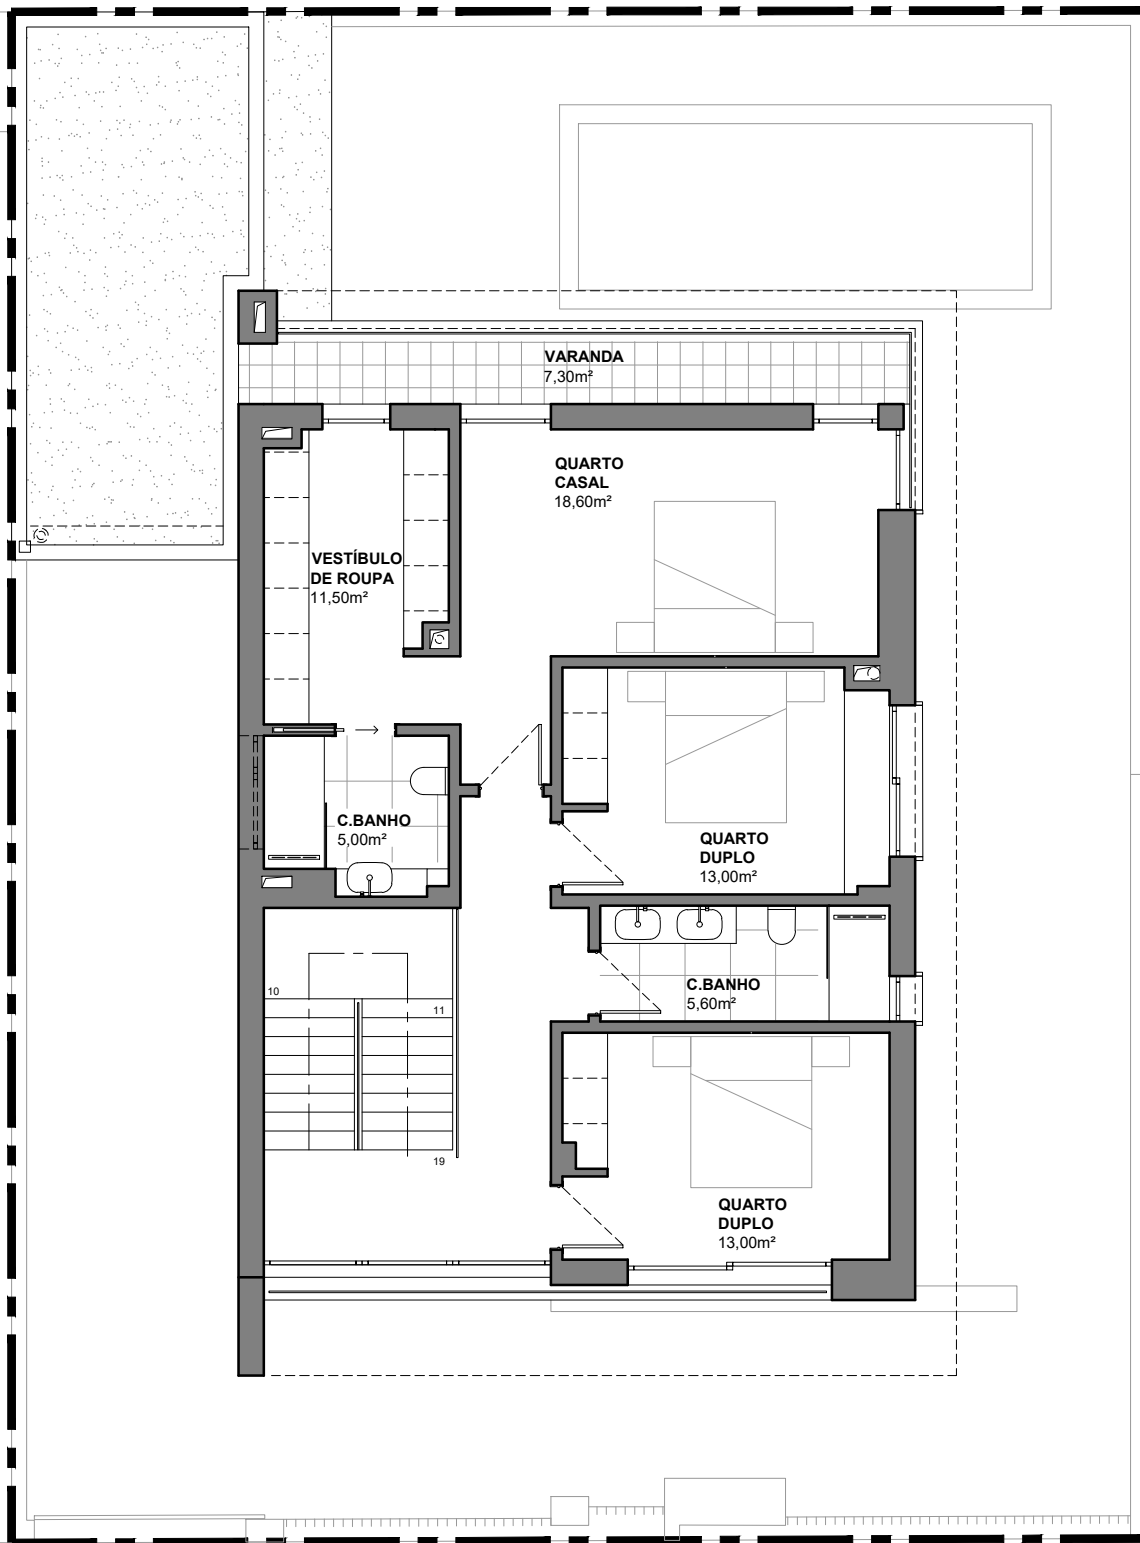 VARANDA
7,30m²
QUARTO
CASAL
18,60m²
VESTÍBULO
DE ROUPA
11,50m²
C.BANHO
5,00m²
QUARTO
DUPLO
13,00m²
C.BANHO
5,60m²
10
11
19
QUARTO
DUPLO
13,00m²